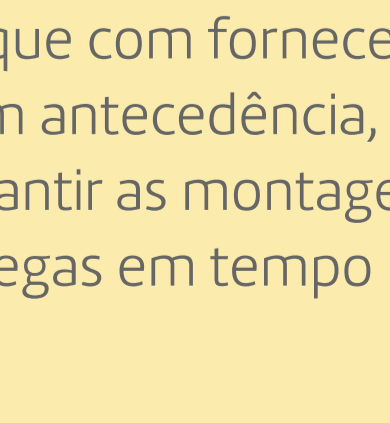 que com fornece
m antecedência,
antir as montage
egas em tempo